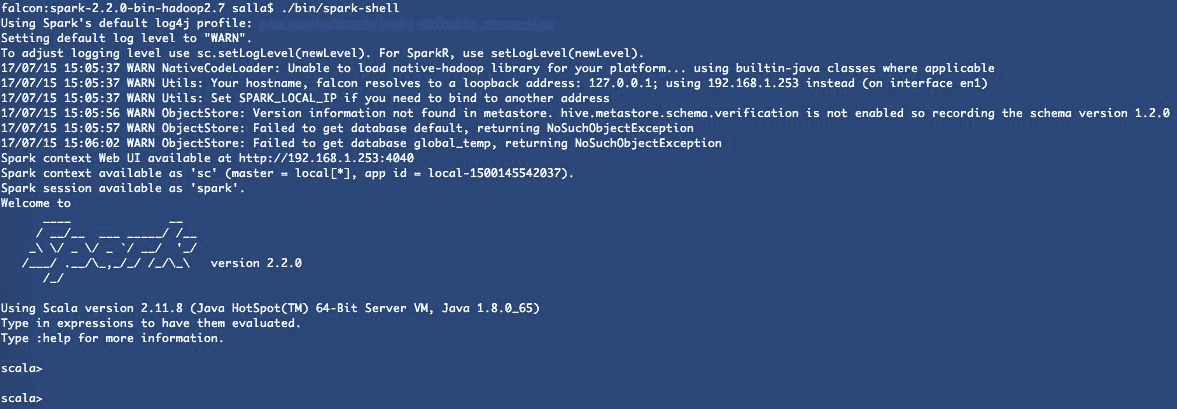 falcon:spark-2.2.0-bin-hadoop2.7 salla$ ./bin/spark-shell
Using Spark's default log4j profile:
Setting default log level to "WARN".
To adjust logging level use sc.setLogLevel(newLevel). For SparkR, use setLogLevel(newLevel).
17/07/15 15:05:37 WARN NativeCodeLoader: Unable to load native-hadoop library for your platform... using builtin-java classes where applicable
17/07/15 15:05:37 WARN Utils: Your hostname, falcon resolves to a loopback address: 127.0.0.1; using 192.168.1.253 instead (on interface en1)
17/07/15 15:05:37 WARN Utils: Set SPARK_LOCAL_IP if you need to bind to another address
17/07/15 15:05:56 WARN ObjectStore: Version information not found in metastore. hive.metastore.schema.verification is not enabled so recording the schema version 1.2.0
17/07/15 15:05:57 WARN ObjectStore: Failed to get database default, returning NoSuchObjectException
17/07/15 15:06:02 WARN ObjectStore: Failed to get database global_temp, returning NoSuchObjectException
Spark context Web UI available at http://192.168.1.253:4040
Spark context available as 'sc' (master = local[*], app id = local-1500145542037).
Spark session available as 'spark'.
Welcome to
      ____              __
     / __/__  ___ _____/ /__
    _\ \/ _ \/ _ `/ __/  '_/
   /___/ .__/\_,_/_/ /_/\_\   version 2.2.0
      /_/
Using Scala version 2.11.8 (Java HotSpot(TM) 64-Bit Server VM, Java 1.8.0_65)
Type in expressions to have them evaluated.
Type :help for more information.
scala>
scala>